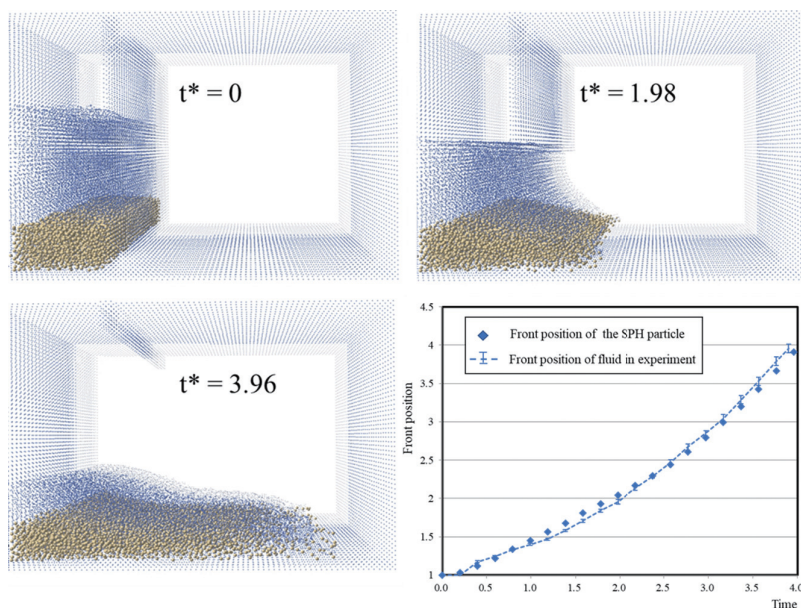 t* = 0
t* = 1.98
t* = 3.96
Front position of the SPH particle
Front position of fluid in experiment
Front position
4.5
4
3.5
3
2.5
2
1.5
1
0.0 0.5 1.0 1.5 2.0 2.5 3.0 3.5 4.0
Time